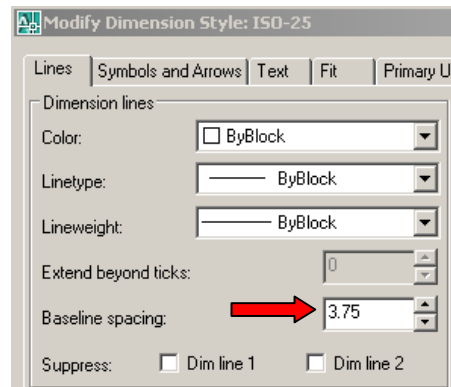 Modify Dimension Style: ISO-25
Lines Symbols and Arrows Text Fit Primary U
Dimension lines
Color: ByBlock
Linetype: ByBlock
Lineweight: ByBlock
Extend beyond ticks: 0
Baseline spacing: 3.75
Suppress: Dim line 1 Dim line 2